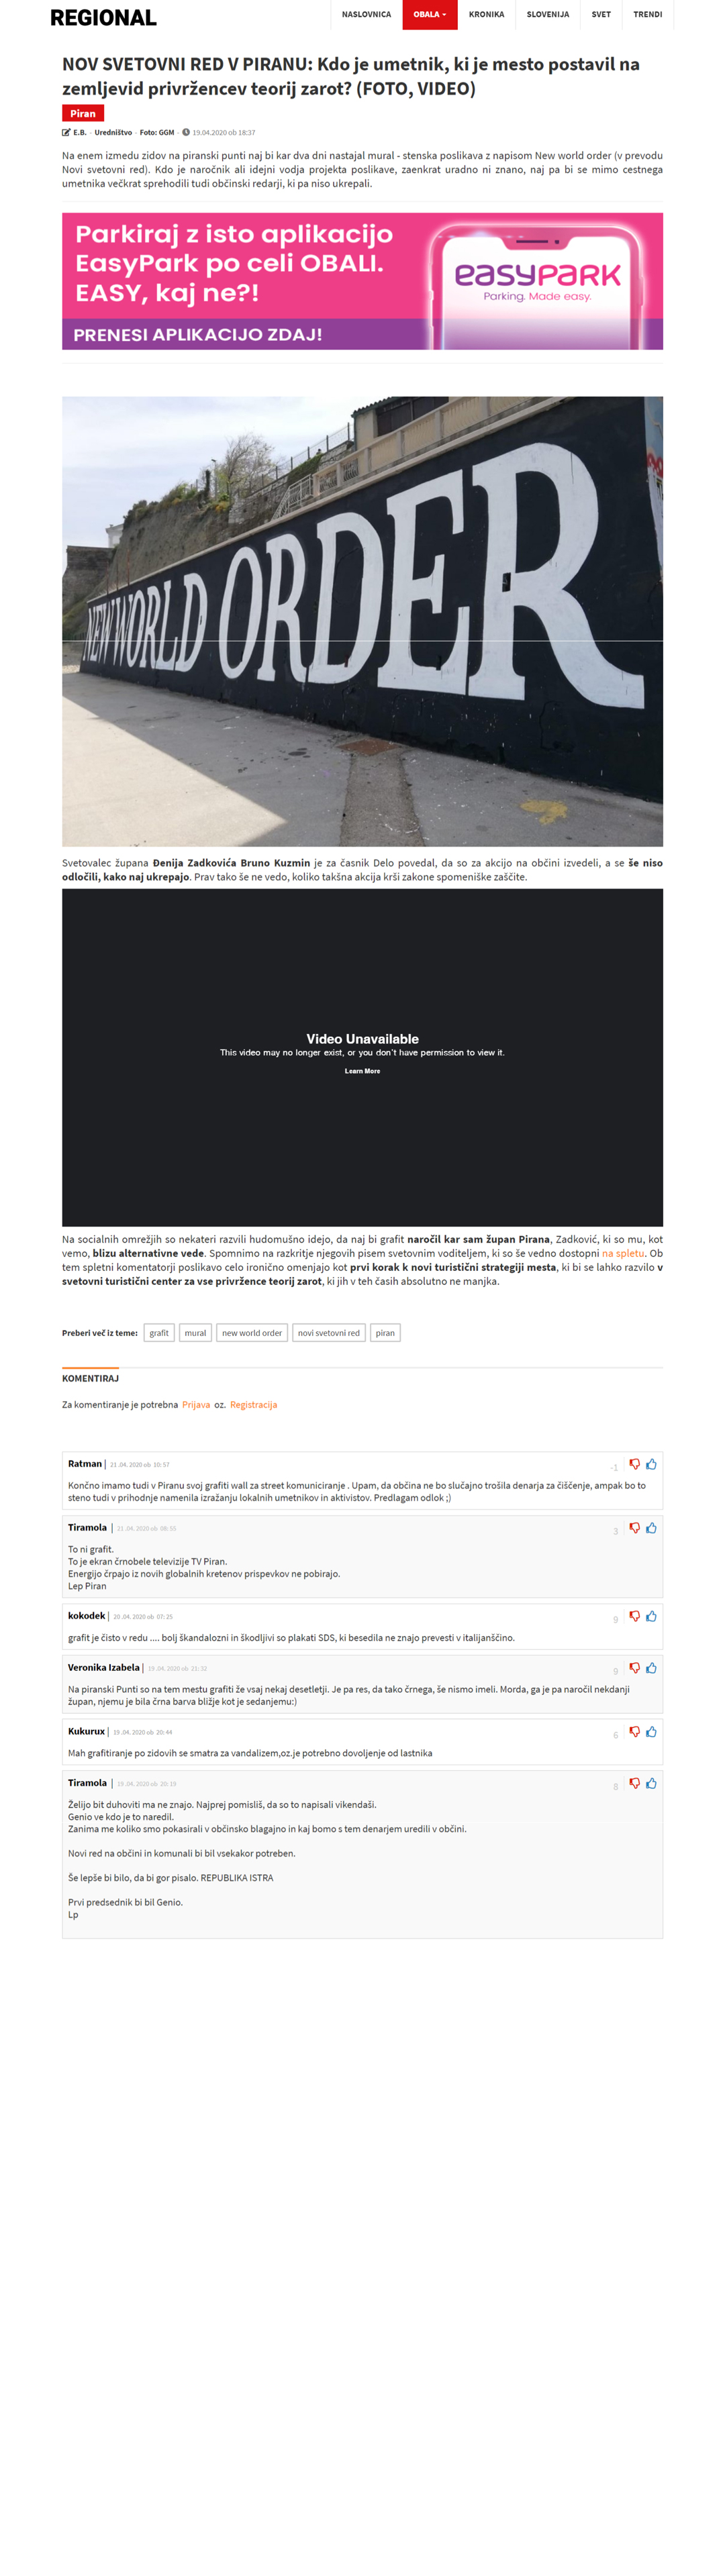 REGIONAL
NASLOVNICA
OBALA
KRONIKA
SLOVENIJA
SVET
TRENDI
NOV SVETOVNI RED V PIRANU: Kdo je umetnik, ki je mesto postavil na
zemljevid privržencev teorij zarot? (FOTO, VIDEO)
Piran
E.B. · Uredništvo · Foto: GGM · 19.04.2020 ob 18:37
Na enem izmedu zidov na piranski punti naj bi kar dva dni nastajal mural - stenska poslikava z napisom New world order (v prevodu
Novi svetovni red). Kdo je naročnik ali idejni vodja projekta poslikave, zaenkrat uradno ni znano, naj pa bi se mimo cestnega
umetnika večkrat sprehodili tudi občinski redarji, ki pa niso ukrepali.
Parkiraj z isto aplikacijo
EasyPark po celi OBALI.
EASY, kaj ne?!
PRENESI APLIKACIJO ZDAJ!
easyPARK
Parking. Made easy.
NEW WORLD ORDER
Svetovalec župana Đenija Zadkovića Bruno Kuzmin je za časnik Delo povedal, da so za akcijo na občini izvedeli, a se še niso
odločili, kako naj ukrepajo. Prav tako še ne vedo, koliko takšna akcija krši zakone spomeniške zaščite.
Video Unavailable
This video may no longer exist, or you don't have permission to view it.
Learn More
Na socialnih omrežjih so nekateri razvili hudomušno idejo, da naj bi grafit naročil kar sam župan Pirana, Zadković, ki so mu, kot
vemo, blizu alternativne vede. Spomnimo na razkritje njegovih pisem svetovnim voditeljem, ki so še vedno dostopni na spletu. Ob
tem spletni komentatorji poslikavo celo ironično omenjajo kot prvi korak k novi turistični strategiji mesta, ki bi se lahko razvilo v
svetovni turistični center za vse privržence teorij zarot, ki jih v teh časih absolutno ne manjka.
Preberi več iz teme:
grafit
mural
new world order
novi svetovni red
piran
KOMENTIRAJ
Za komentiranje je potrebna Prijava oz. Registracija
Ratman | 21 .04. 2020 ob 10: 57
-1
Končno imamo tudi v Piranu svoj grafiti wall za street komuniciranje . Upam, da občina ne bo slučajno trošila denarja za čiščenje, ampak bo to
steno tudi v prihodnje namenila izražanju lokalnih umetnikov in aktivistov. Predlagam odlok ;)
Tiramola | 21 .04. 2020 ob 08: 55
3
To ni grafit.
To je ekran črnobele televizije TV Piran.
Energijo črpajo iz novih globalnih kretenov prispevkov ne pobirajo.
Lep Piran
kokodek | 20 .04. 2020 ob 07: 25
9
grafit je čisto v redu .... bolj škandalozni in škodljivi so plakati SDS, ki besedila ne znajo prevesti v italijanščino.
Veronika Izabela | 19 .04. 2020 ob 21: 32
9
Na piranski Punti so na tem mestu grafiti že vsaj nekaj desetletji. Je pa res, da tako črnega, še nismo imeli. Morda, ga je pa naročil nekdanji
župan, njemu je bila črna barva bližje kot je sedanjemu:)
Kukurux | 19 .04. 2020 ob 20: 44
6
Mah grafitiranje po zidovih se smatra za vandalizem,oz.je potrebno dovoljenje od lastnika
Tiramola | 19 .04. 2020 ob 20: 15
8
Želijo bit duhoviti ma ne znajo. Najprej pomisliš, da so to napisali vikendaši.
Genio ve kdo je to naredil.
Zanima me koliko smo pokasirali v občinsko blagajno in kaj bomo s tem denarjem uredili v občini.
Novi red na občini in komunali bi bil vsekakor potreben.
Še lepše bi bilo, da bi gor pisalo. REPUBLIKA ISTRA
Prvi predsednik bi bil Genio.
Lp